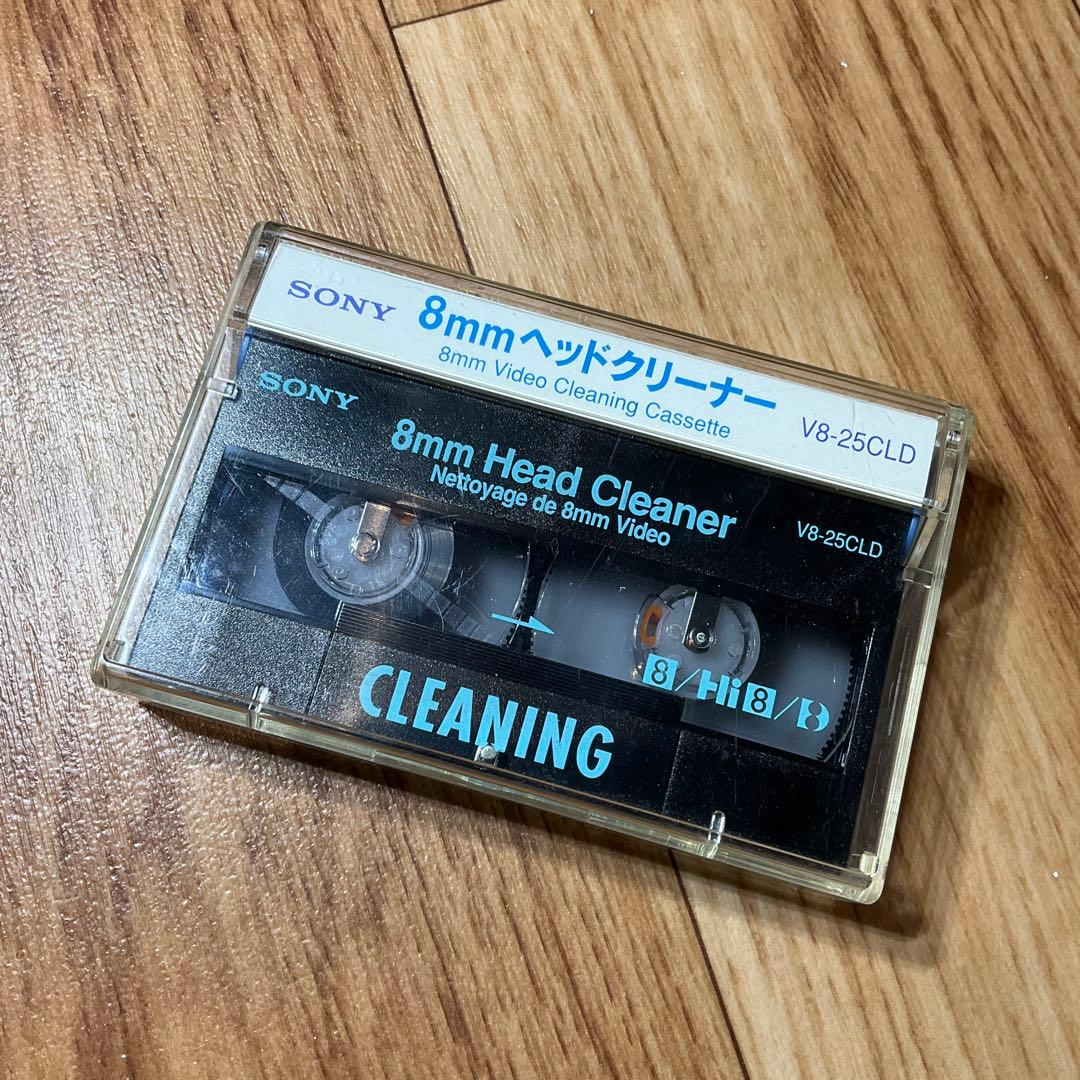 SONY 8mmヘッドクリーナー
8mm Video Cleaning Cassette V8-25CLD
SONY
8mm Head Cleaner
Nettoyage de 8mm Video V8-25CLD
8/Hi8/D
CLEANING